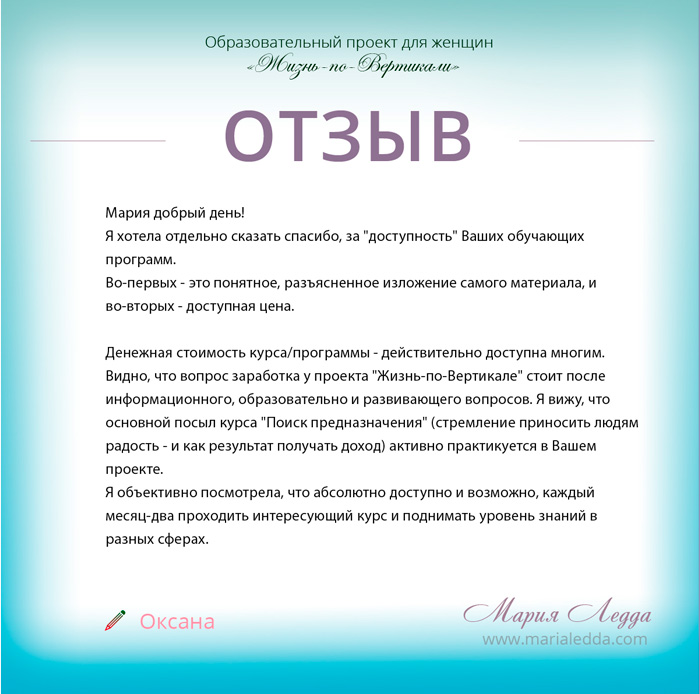 Образовательный проект для женщин
«Жизнь-по-Вертикали»
ОТЗЫВ
Мария добрый день!
Я хотела отдельно сказать спасибо, за "доступность" Ваших обучающих
программ.
Во-первых - это понятное, разъясненное изложение самого материала, и
во-вторых - доступная цена.
Денежная стоимость курса/программы - действительно доступна многим.
Видно, что вопрос заработка у проекта "Жизнь-по-Вертикале" стоит после
информационного, образовательно и развивающего вопросов. Я вижу, что
основной посыл курса "Поиск предназначения" (стремление приносить людям
радость - и как результат получать доход) активно практикуется в Вашем
проекте.
Я объективно посмотрела, что абсолютно доступно и возможно, каждый
месяц-два проходить интересующий курс и поднимать уровень знаний в
разных сферах.
Оксана
Мария Ледда
www.marialedda.com